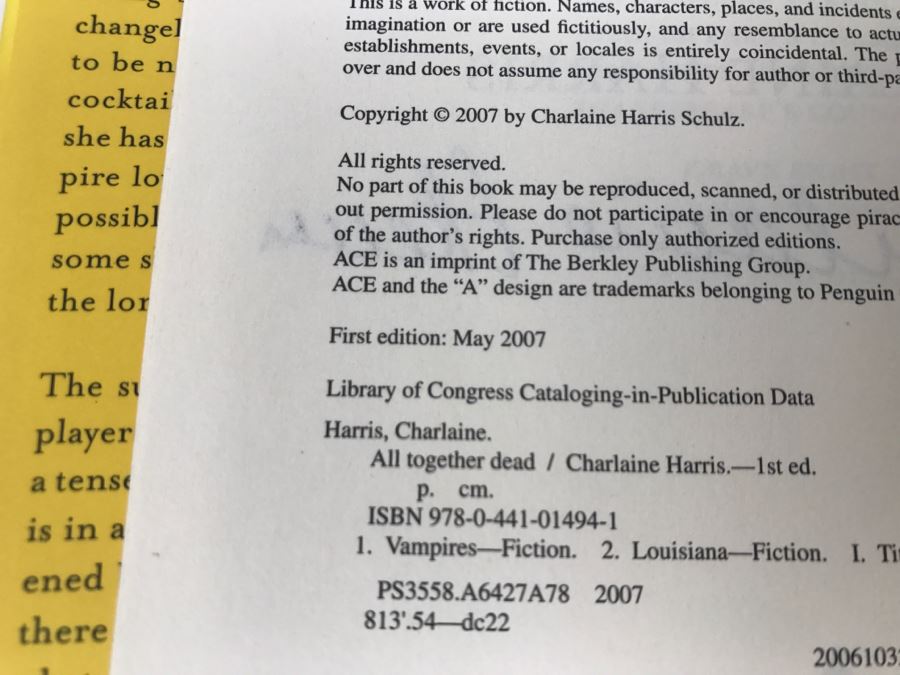 changel
to be n
cocktai
she has
pire lo
possibl
some s
the lor
The su
player
a tense
is in a
ened
there
This is a work of fiction. Names, characters, places, and incidents
imagination or are used fictitiously, and any resemblance to actu
establishments, events, or locales is entirely coincidental. The
over and does not assume any responsibility for author or third-pa
Copyright © 2007 by Charlaine Harris Schulz.
All rights reserved.
No part of this book may be reproduced, scanned, or distributed
out permission. Please do not participate in or encourage pirac
of the author's rights. Purchase only authorized editions.
ACE is an imprint of The Berkley Publishing Group.
ACE and the “A” design are trademarks belonging to Penguin
First edition: May 2007
Library of Congress Cataloging-in-Publication Data
Harris, Charlaine.
All together dead / Charlaine Harris.—1st ed.
p. cm.
ISBN 978-0-441-01494-1
1. Vampires—Fiction. 2. Louisiana—Fiction. I. Ti
PS3558.A6427A78 2007
813'.54—dc22
2006103